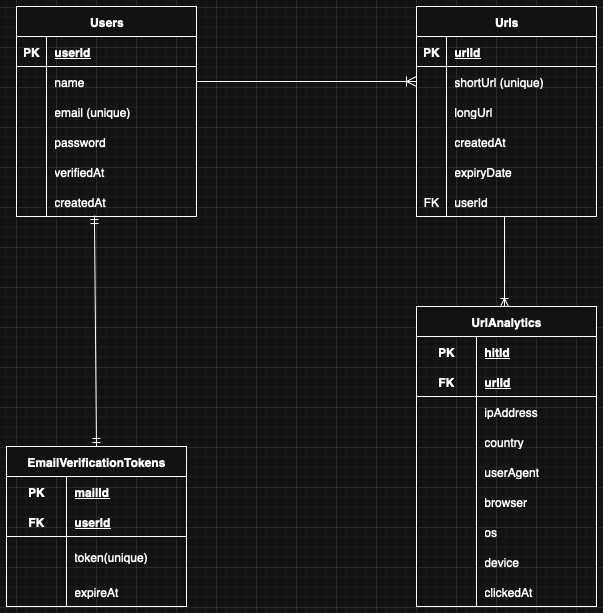 Users
PK userId
name
email (unique)
password
verifiedAt
createdAt
Urls
PK urlId
shortUrl (unique)
longUrl
createdAt
expiryDate
FK userId
EmailVerificationTokens
PK mailId
FK userId
token(unique)
expireAt
UrlAnalytics
PK hitId
FK urlId
ipAddress
country
userAgent
browser
os
device
clickedAt